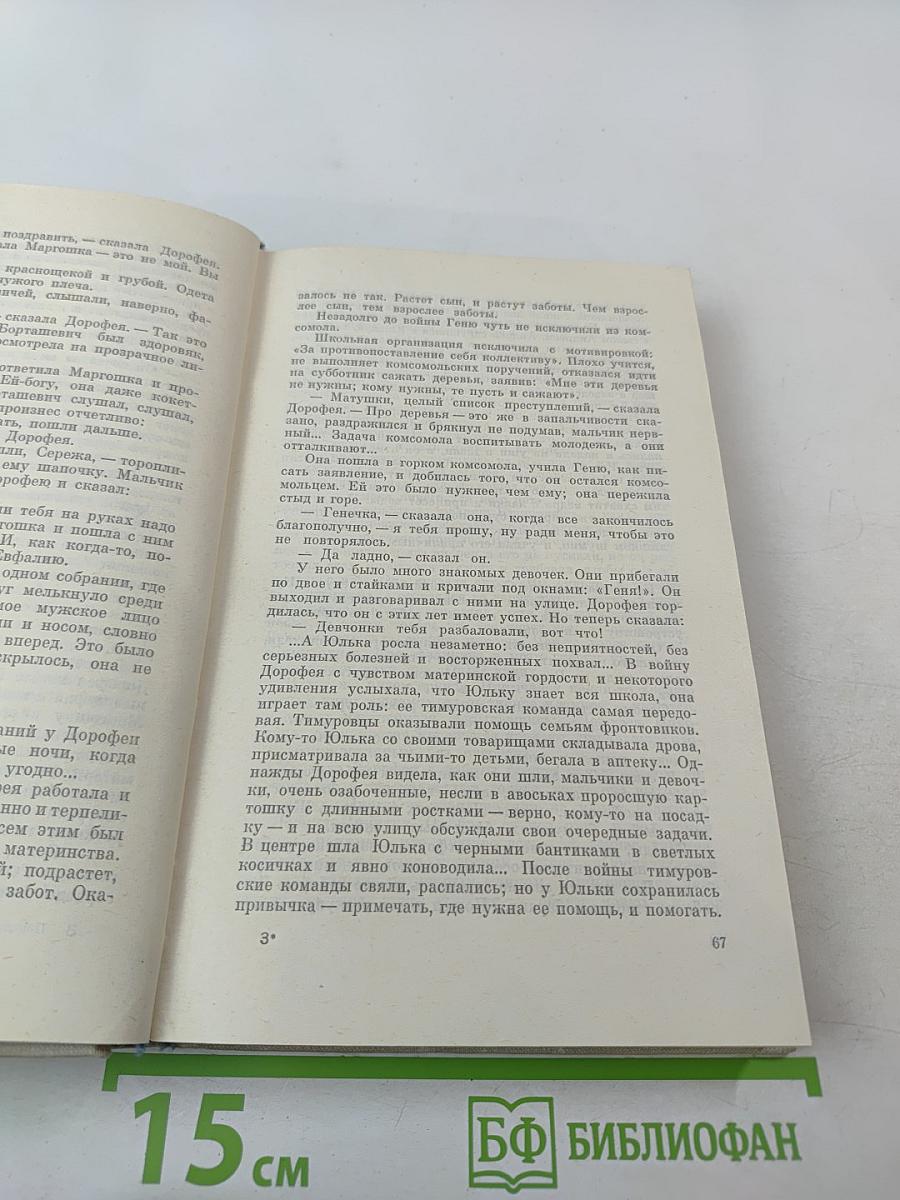 поздравить, — сказала Дорофея.
ла Маргошка — это не мой. Вы
краснощекой и грубой. Одета
чужого плеча.
ичей, слышали, наверно, фа-
сказала Дорофея. — Так это
Борташевич был здоровяк,
осмотрела на прозрачное ли-
ответила Маргошка и про-
Ей-богу, она даже кокет-
рташевич слушал, слушал,
произнес отчетливо:
ать, пошли дальше.
Дорофея.
шли, Сережа, — торопли-
ему шапочку. Мальчик
орофею и сказал:
ли тебя на руках надо
гошка и пошла с ним
И, как когда-то, по-
Евфалию.
одном собрании, где
уг мелькнуло среди
мое мужское лицо
и и носом, словно
вперед. Это было
скрылось, она не
аний у Дорофеи
ые ночи, когда
угодно...
рея работала и
нно и терпели-
сем этим был
материнства.
й; подрастет,
забот. Ока-
валось не так. Растет сын, и растут заботы. Чем взрос-
лее сын, тем взрослее заботы.
Незадолго до войны Геню чуть не исключили из ком-
сомола.
Школьная организация исключила с мотивировкой:
«За противопоставление себя коллективу». Плохо учится,
не выполняет комсомольских поручений, отказался идти
на субботник сажать деревья, заявив: «Мне эти деревья
не нужны; кому нужны, те пусть и сажают».
— Матушки, целый список преступлений, — сказала
Дорофея. — Про деревья — это же в запальчивости ска-
зано, раздражился и брякнул не подумав, мальчик нерв-
ный... Задача комсомола воспитывать молодежь, а они
отталкивают...
Она пошла в горком комсомола, учила Геню, как пи-
сать заявление, и добилась того, что он остался комсо-
мольцем. Ей это было нужнее, чем ему; она пережила
стыд и горе.
— Генечка, — сказала она, когда все закончилось
благополучно, — я тебя прошу, ну ради меня, чтобы это
не повторялось.
— Да ладно, — сказал он.
У него было много знакомых девочек. Они прибегали
по двое и стайками и кричали под окнами: «Геня!». Он
выходил и разговаривал с ними на улице. Дорофея гор-
дилась, что он с этих лет имеет успех. Но теперь сказала:
— Девчонки тебя разбаловали, вот что!
...А Юлька росла незаметно: без неприятностей, без
серьезных болезней и восторженных похвал... В войну
Дорофея с чувством материнской гордости и некоторого
удивления услыхала, что Юльку знает вся школа, она
играет там роль: ее тимуровская команда самая передо-
вая. Тимуровцы оказывали помощь семьям фронтовиков.
Кому-то Юлька со своими товарищами складывала дрова,
присматривала за чьими-то детьми, бегала в аптеку... Од-
нажды Дорофея видела, как они шли, мальчики и девоч-
ки, очень озабоченные, несли в авоськах проросшую кар-
тошку с длинными ростками — верно, кому-то на посад-
ку — и на всю улицу обсуждали свои очередные задачи.
В центре шла Юлька с черными бантиками в светлых
косичках и явно коноводила... После войны тимуров-
ские команды свяли, распались; но у Юльки сохранилась
привычка — примечать, где нужна ее помощь, и помогать.
3*
67
15 см
БФ БИБЛИОФАН